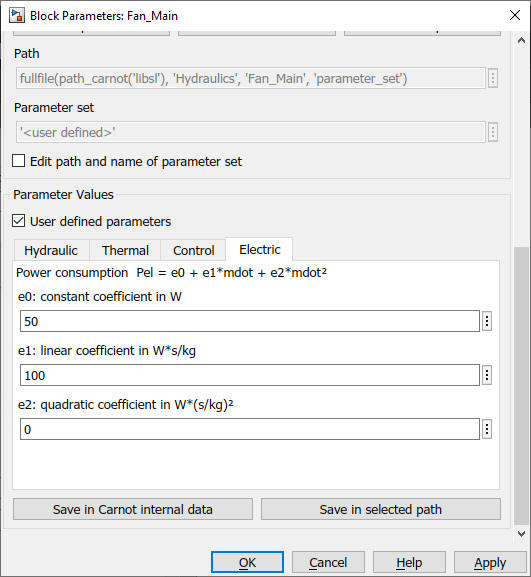 Block Parameters: Fan_Main
Path
fullfile(path_carnot('libsl'), 'Hydraulics', 'Fan_Main', 'parameter_set')
Parameter set
'<user defined>'
Edit path and name of parameter set
Parameter Values
User defined parameters
Hydraulic Thermal Control Electric
Power consumption Pel = e0 + e1*mdot + e2*mdot²
e0: constant coefficient in W
50
e1: linear coefficient in W*s/kg
100
e2: quadratic coefficient in W*(s/kg)²
0
Save in Carnot internal data Save in selected path
OK Cancel Help Apply